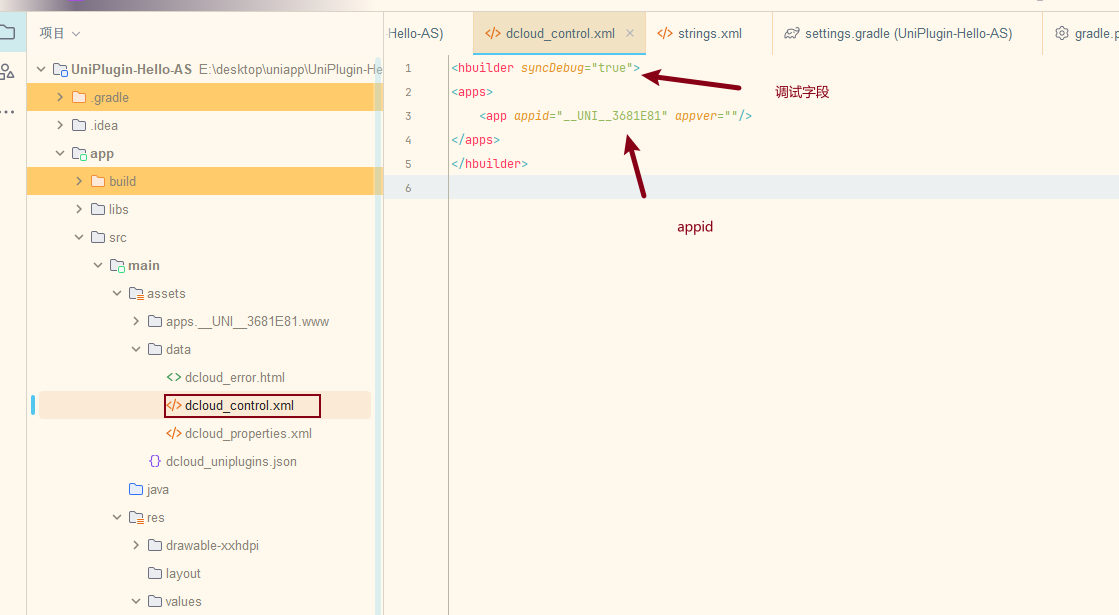 项目
Hello-AS)
dcloud_control.xml
strings.xml
settings.gradle (UniPlugin-Hello-AS)
gradle.p
UniPlugin-Hello-AS E:\desktop\uniapp\UniPlugin-He
.gradle
.idea
app
build
libs
src
main
assets
apps.__UNI__3681E81.www
data
dcloud_error.html
dcloud_control.xml
dcloud_properties.xml
dcloud_uniplugins.json
java
res
drawable-xxhdpi
layout
values
1 <hbuilder syncDebug="true">
2 <apps>
3 <app appid="__UNI__3681E81" appver=""/>
4 </apps>
5 </hbuilder>
6
调试字段
appid